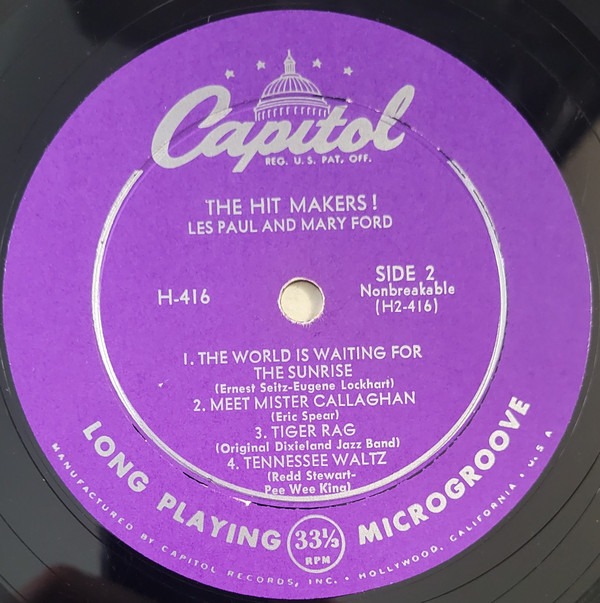 Capitol
REG. U.S. PAT. OFF.
THE HIT MAKERS!
LES PAUL AND MARY FORD
H-416
SIDE 2
Nonbreakable
(H2-416)
1. THE WORLD IS WAITING FOR
THE SUNRISE
(Ernest Seitz-Eugene Lockhart)
2. MEET MISTER CALLAGHAN
(Eric Spear)
3. TIGER RAG
(Original Dixieland Jazz Band)
4. TENNESSEE WALTZ
(Redd Stewart-
Pee Wee King)
LONG PLAYING 33⅓ RPM MICROGROOVE
MANUFACTURED BY CAPITOL RECORDS, INC. • HOLLYWOOD, CALIFORNIA • U.S.A